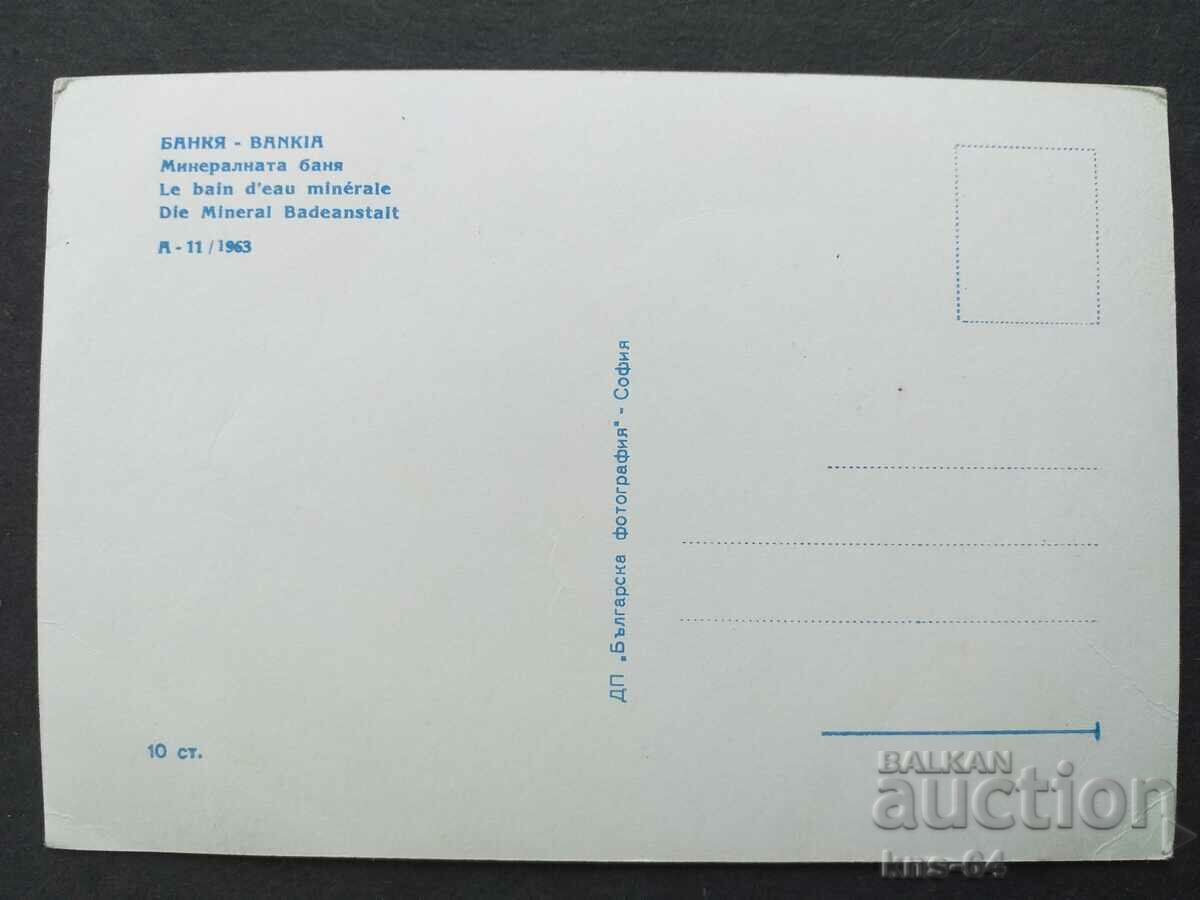 БАНКЯ - BANKIA
Минералната баня
Le bain d'eau minérale
Die Mineral Badeanstalt
А - 11 / 1963
ДП „Българска фотография" - София
10 ст.
BALKAN
auction
kns-64